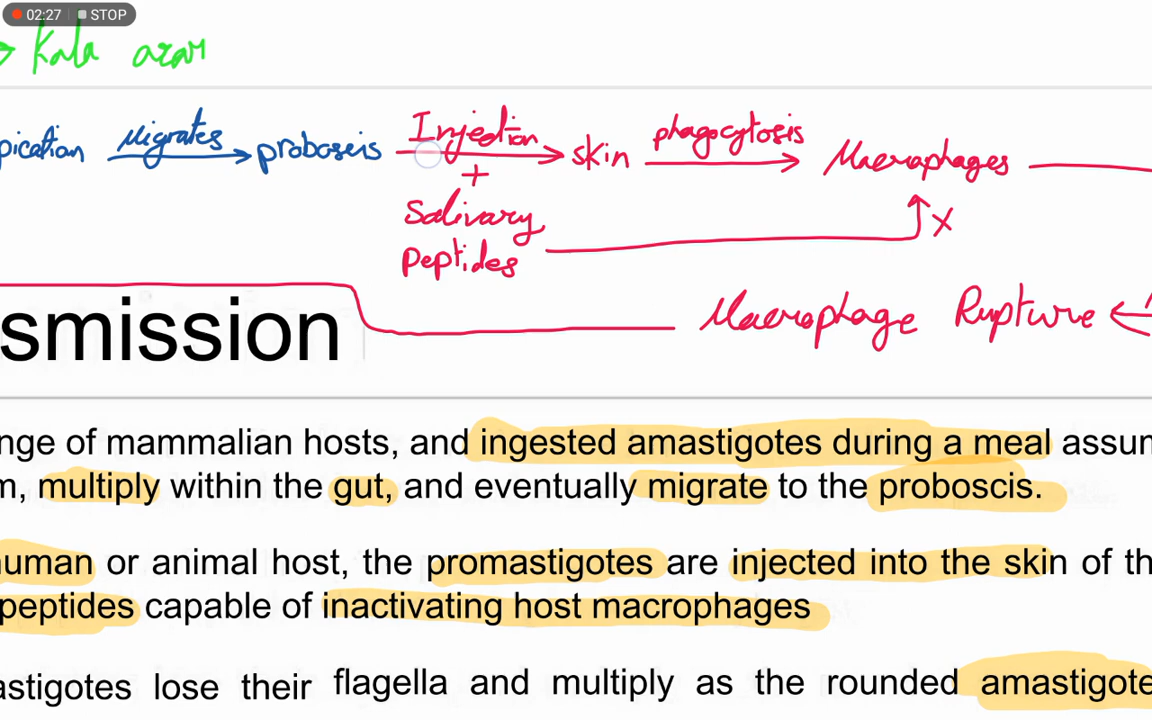 02:27 STOP
Kala azar
pication Migrates proboscis Injection skin phagocytosis Macrophages
+
Salivary X
peptides
smission Macrophage Rupture
nge of mammalian hosts, and ingested amastigotes during a meal assum
m, multiply within the gut, and eventually migrate to the proboscis.
human or animal host, the promastigotes are injected into the skin of th
peptides capable of inactivating host macrophages
astigotes lose their flagella and multiply as the rounded amastigote